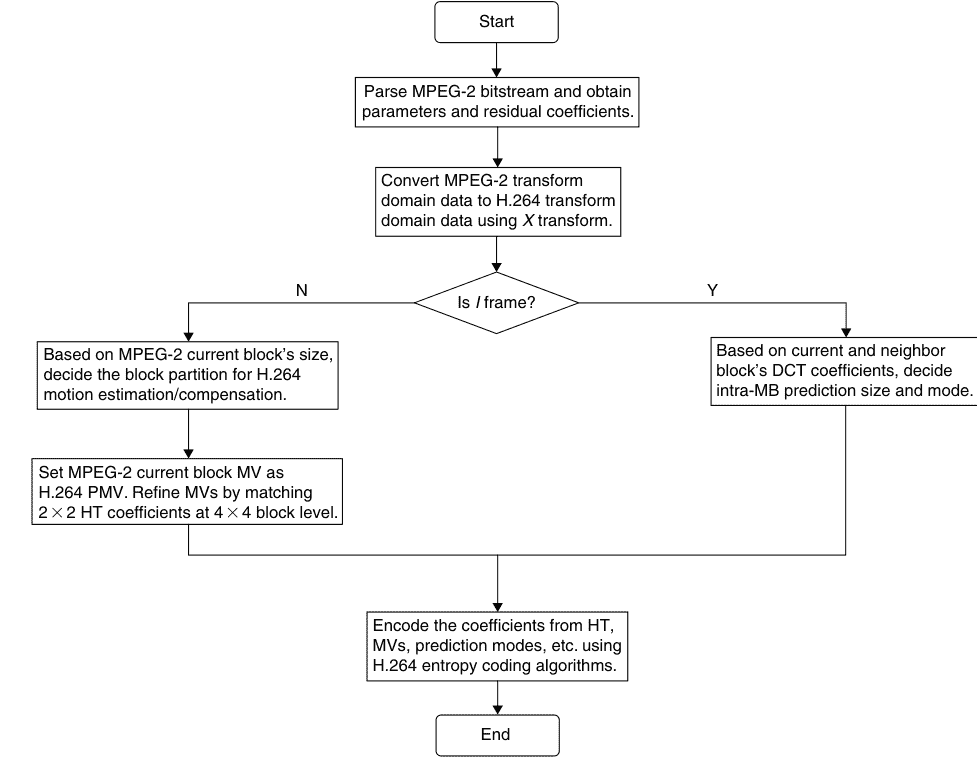 Start
Parse MPEG-2 bitstream and obtain
parameters and residual coefficients.
Convert MPEG-2 transform
domain data to H.264 transform
domain data using X transform.
Is I frame?
N
Y
Based on MPEG-2 current block's size,
decide the block partition for H.264
motion estimation/compensation.
Based on current and neighbor
block's DCT coefficients, decide
intra-MB prediction size and mode.
Set MPEG-2 current block MV as
H.264 PMV. Refine MVs by matching
2 × 2 HT coefficients at 4 × 4 block level.
Encode the coefficients from HT,
MVs, prediction modes, etc. using
H.264 entropy coding algorithms.
End